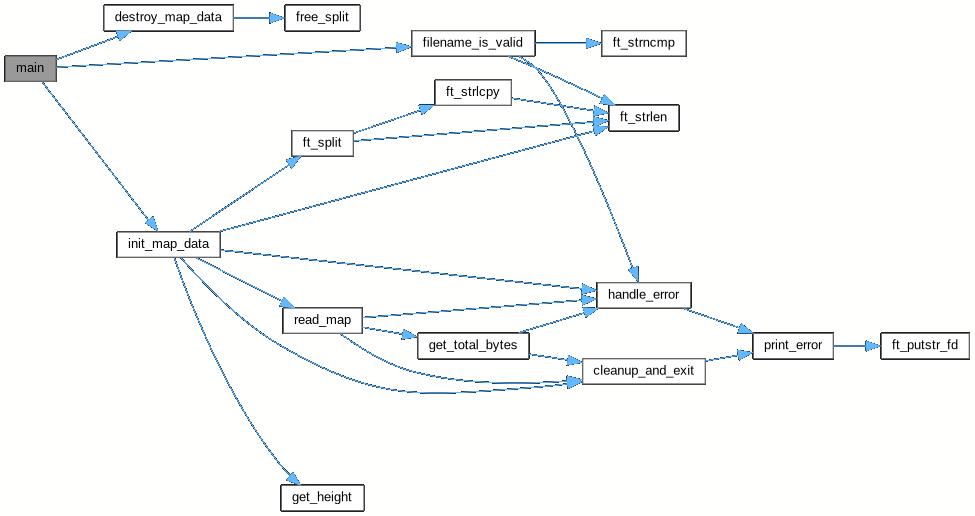 destroy_map_data
free_split
filename_is_valid
ft_strncmp
main
ft_strlcpy
ft_strlen
ft_split
init_map_data
handle_error
read_map
get_total_bytes
print_error
ft_putstr_fd
cleanup_and_exit
get_height